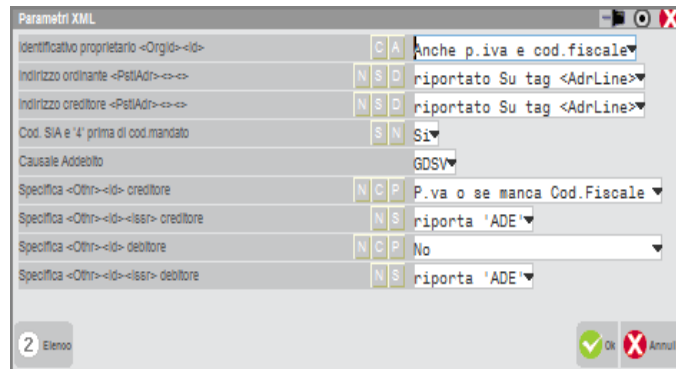 Parametri XML
Identificativo proprietario <OrgId><Id> C A Anche p.iva e cod.fiscale
Indirizzo ordinante <PstlAdr><><> N S D riportato Su tag <AdrLine>
Indirizzo creditore <PstlAdr><><> N S D riportato Su tag <AdrLine>
Cod. SIA e '4' prima di cod.mandato S N Si
Causale Addebito GDSV
Specifica <Othr><Id> creditore N C P P.va o se manca Cod.Fiscale
Specifica <Othr><Id><Issr> creditore N S riporta 'ADE'
Specifica <Othr><Id> debitore N C P No
Specifica <Othr><Id><Issr> debitore N S riporta 'ADE'
2 Elenco Ok Annull